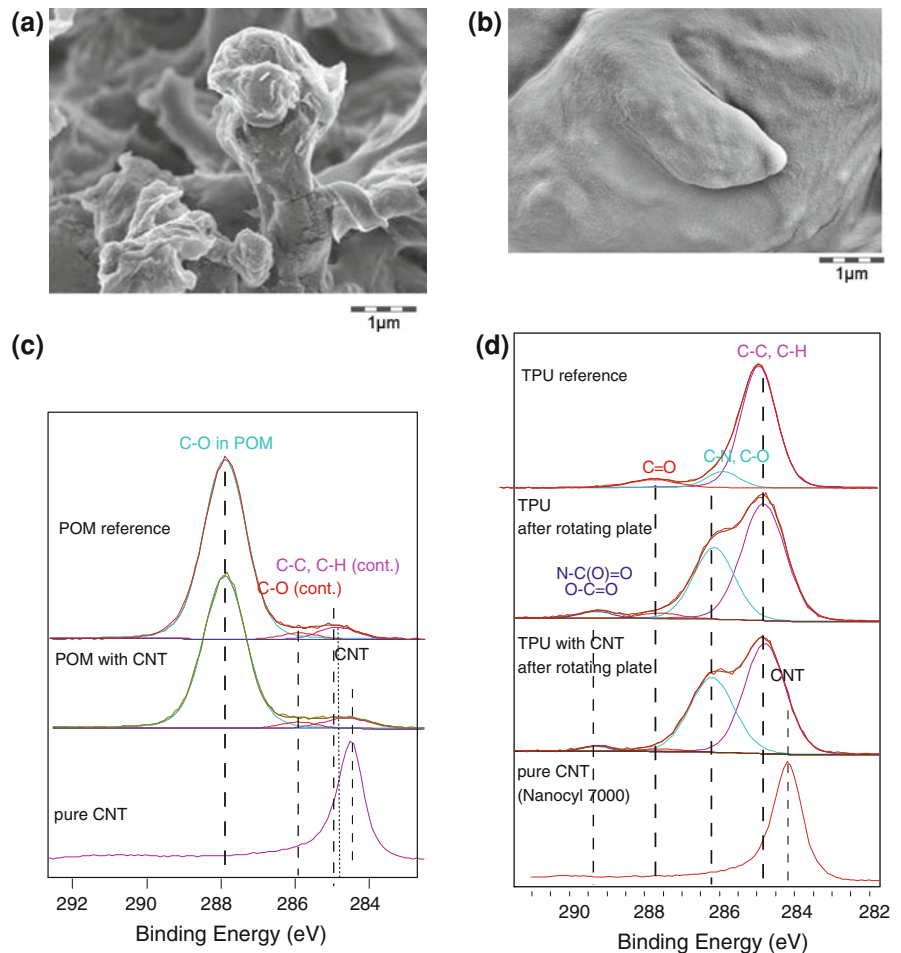 (a)
1µm
(b)
1µm
(c)
C-O in POM
POM reference
C-C, C-H (cont.)
C-O (cont.)
POM with CNT
CNT
pure CNT
292 290 288 286 284
Binding Energy (eV)
(d)
C-C, C-H
TPU reference
C=O
C-N, C-O
TPU
after rotating plate
N-C(O)=O
O-C=O
TPU with CNT
after rotating plate
CNT
pure CNT
(Nanocyl 7000)
290 288 286 284 282
Binding Energy (eV)